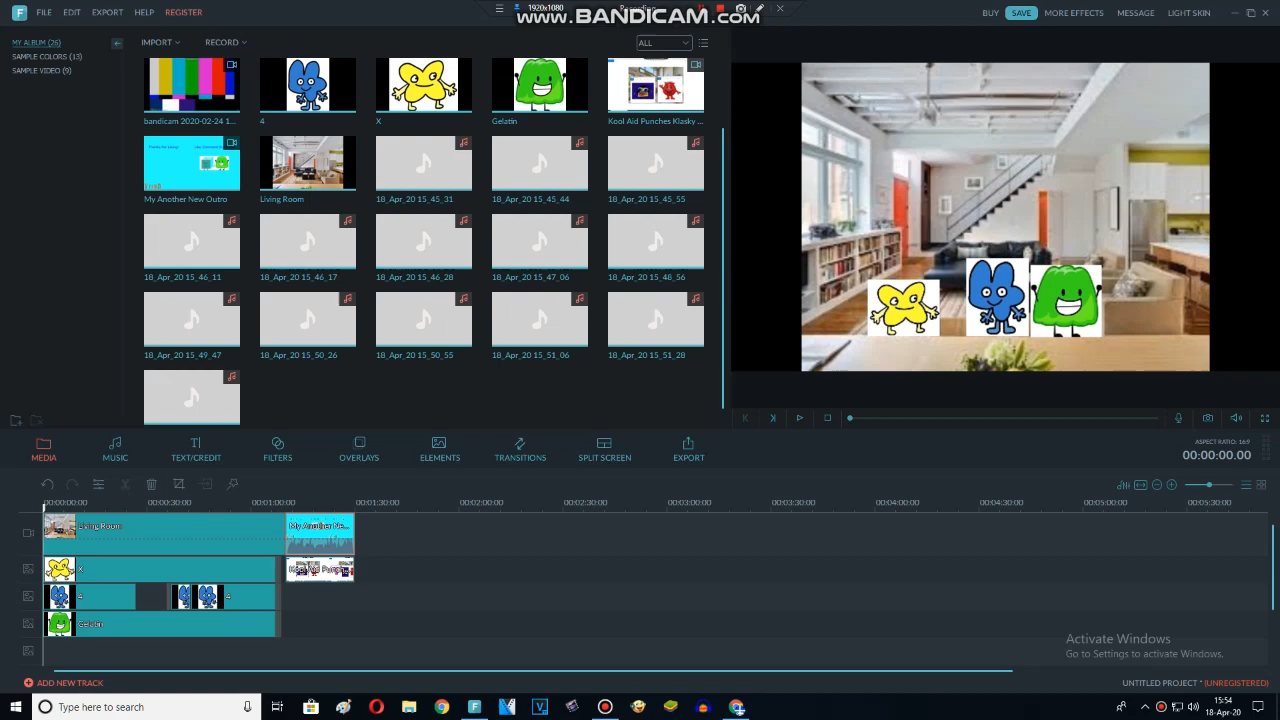 FILE EDIT EXPORT HELP REGISTER
1920x1080 Recording
www.BANDICAM.com
BUY SAVE MORE EFFECTS MESSAGE LIGHT SKIN
MY ALBUM (26)
SAMPLE COLORS (13)
SAMPLE VIDEO (9)
IMPORT RECORD ALL
bandicam 2020-02-24 1... 4 X Gelatin Kool Aid Punches Klasky ...
My Another New Outro Living Room 18_Apr_20 15_45_31 18_Apr_20 15_45_44 18_Apr_20 15_45_55
18_Apr_20 15_46_11 18_Apr_20 15_46_17 18_Apr_20 15_46_28 18_Apr_20 15_47_06 18_Apr_20 15_48_56
18_Apr_20 15_49_47 18_Apr_20 15_50_26 18_Apr_20 15_50_55 18_Apr_20 15_51_06 18_Apr_20 15_51_28
MEDIA MUSIC TEXT/CREDIT FILTERS OVERLAYS ELEMENTS TRANSITIONS SPLIT SCREEN EXPORT
ASPECT RATIO: 16:9
00:00:00.00
00:00:00:00 00:00:30:00 00:01:00:00 00:01:30:00 00:02:00:00 00:02:30:00 00:03:00:00 00:03:30:00 00:04:00:00 00:04:30:00 00:05:00:00 00:05:30:00
Living Room My Another Ne...
X Kool Aid Punch...
4 4
Gelatin
Activate Windows
Go to Settings to activate Windows.
ADD NEW TRACK
UNTITLED PROJECT * (UNREGISTERED)
Type here to search
15:54
18-Apr-20